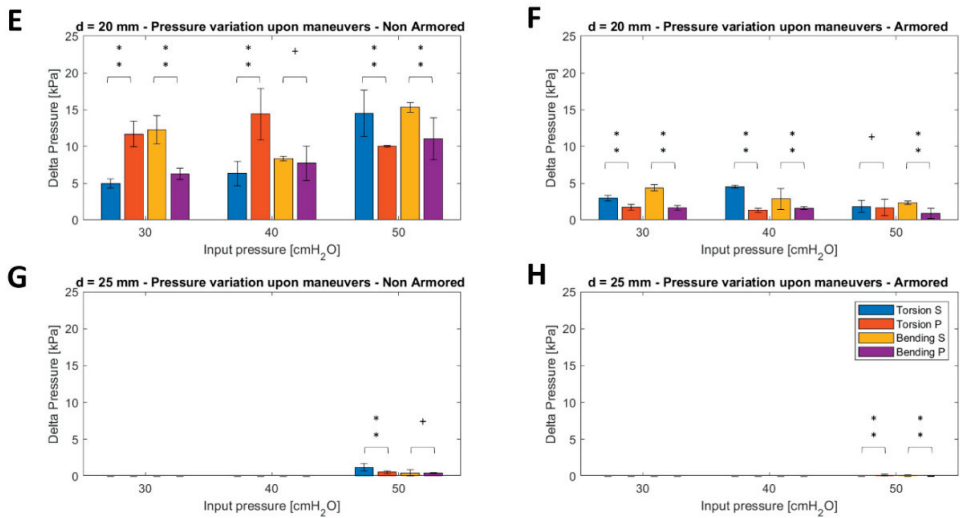 E
d = 20 mm - Pressure variation upon maneuvers - Non Armored
Delta Pressure [kPa]
25
20
15
10
5
0
* * * * * * + * * * *
30 40 50
Input pressure [cmH2O]
F
d = 20 mm - Pressure variation upon maneuvers - Armored
Delta Pressure [kPa]
25
20
15
10
5
0
* * * * * * * * + * *
30 40 50
Input pressure [cmH2O]
G
d = 25 mm - Pressure variation upon maneuvers - Non Armored
Delta Pressure [kPa]
25
20
15
10
5
0
* * +
30 40 50
Input pressure [cmH2O]
H
d = 25 mm - Pressure variation upon maneuvers - Armored
Delta Pressure [kPa]
25
20
15
10
5
0
Torsion S
Torsion P
Bending S
Bending P
* * * *
30 40 50
Input pressure [cmH2O]